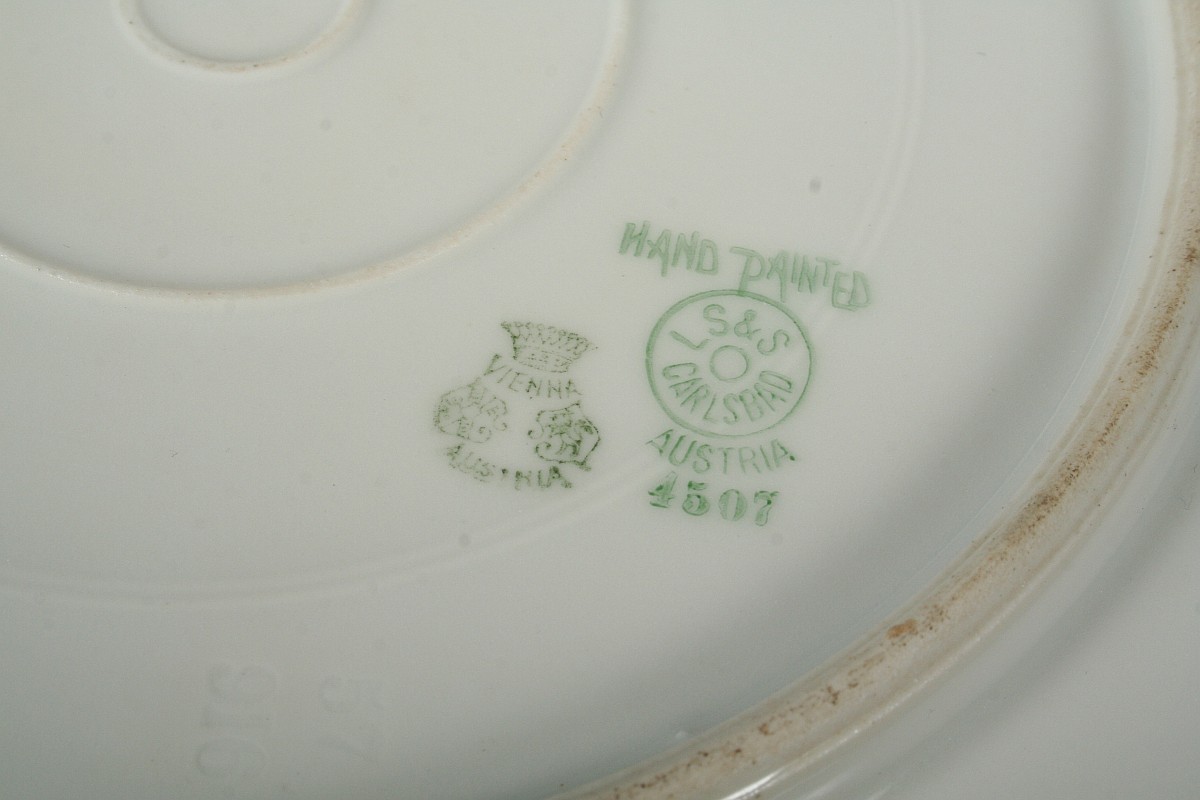 HAND PAINTED
LS&S
CARLSBAD
AUSTRIA
4507
VIENNA
AUSTRIA